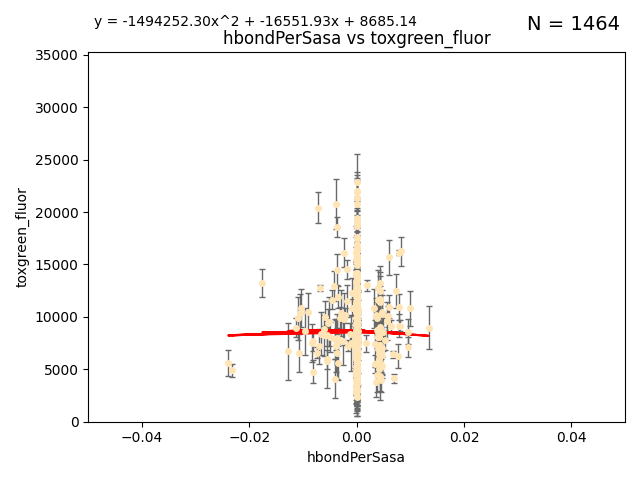 y = -1494252.30x^2 + -16551.93x + 8685.14
N = 1464
hbondPerSasa vs toxgreen_fluor
35000
30000
25000
20000
15000
10000
5000
0
toxgreen_fluor
−0.04
−0.02
0.00
0.02
0.04
hbondPerSasa